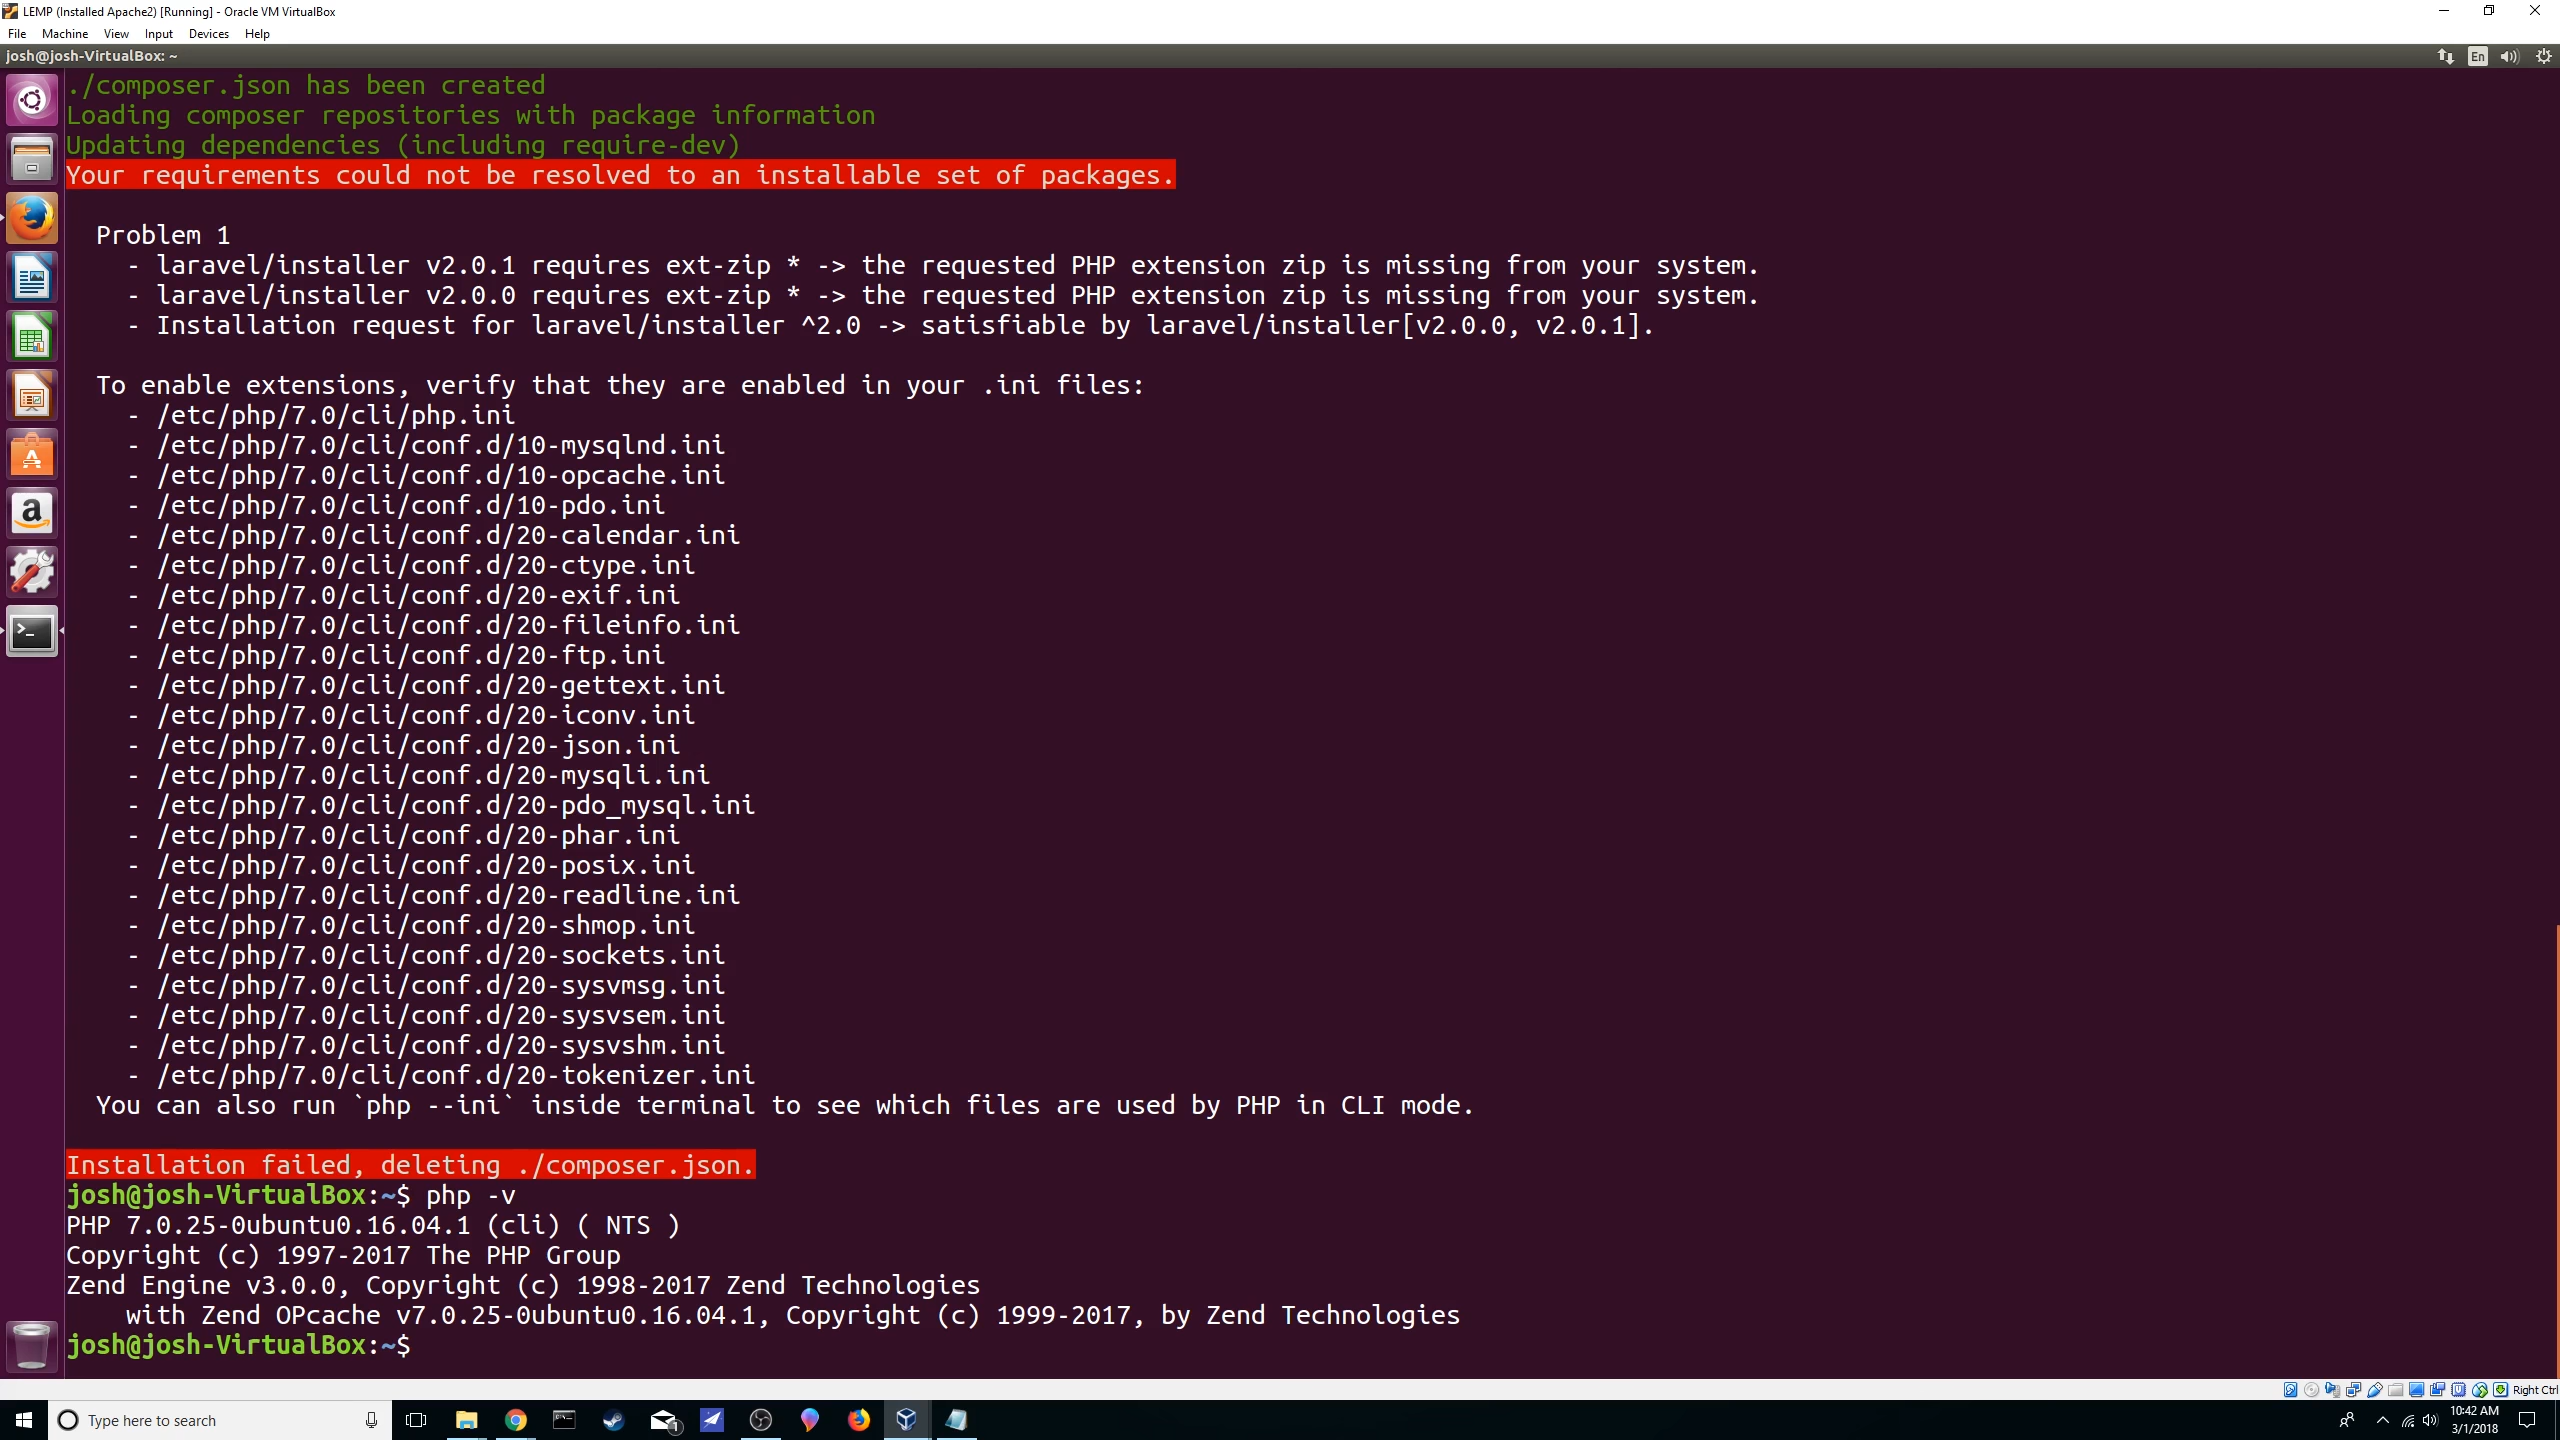 LEMP (Installed Apache2) [Running] - Oracle VM VirtualBox
File Machine View Input Devices Help
josh@josh-VirtualBox: ~
En
./composer.json has been created
Loading composer repositories with package information
Updating dependencies (including require-dev)
Your requirements could not be resolved to an installable set of packages.
Problem 1
- laravel/installer v2.0.1 requires ext-zip * -> the requested PHP extension zip is missing from your system.
- laravel/installer v2.0.0 requires ext-zip * -> the requested PHP extension zip is missing from your system.
- Installation request for laravel/installer ^2.0 -> satisfiable by laravel/installer[v2.0.0, v2.0.1].
To enable extensions, verify that they are enabled in your .ini files:
- /etc/php/7.0/cli/php.ini
- /etc/php/7.0/cli/conf.d/10-mysqlnd.ini
- /etc/php/7.0/cli/conf.d/10-opcache.ini
- /etc/php/7.0/cli/conf.d/10-pdo.ini
- /etc/php/7.0/cli/conf.d/20-calendar.ini
- /etc/php/7.0/cli/conf.d/20-ctype.ini
- /etc/php/7.0/cli/conf.d/20-exif.ini
- /etc/php/7.0/cli/conf.d/20-fileinfo.ini
- /etc/php/7.0/cli/conf.d/20-ftp.ini
- /etc/php/7.0/cli/conf.d/20-gettext.ini
- /etc/php/7.0/cli/conf.d/20-iconv.ini
- /etc/php/7.0/cli/conf.d/20-json.ini
- /etc/php/7.0/cli/conf.d/20-mysqli.ini
- /etc/php/7.0/cli/conf.d/20-pdo_mysql.ini
- /etc/php/7.0/cli/conf.d/20-phar.ini
- /etc/php/7.0/cli/conf.d/20-posix.ini
- /etc/php/7.0/cli/conf.d/20-readline.ini
- /etc/php/7.0/cli/conf.d/20-shmop.ini
- /etc/php/7.0/cli/conf.d/20-sockets.ini
- /etc/php/7.0/cli/conf.d/20-sysvmsg.ini
- /etc/php/7.0/cli/conf.d/20-sysvsem.ini
- /etc/php/7.0/cli/conf.d/20-sysvshm.ini
- /etc/php/7.0/cli/conf.d/20-tokenizer.ini
You can also run `php --ini` inside terminal to see which files are used by PHP in CLI mode.
Installation failed, deleting ./composer.json.
josh@josh-VirtualBox:~$ php -v
PHP 7.0.25-0ubuntu0.16.04.1 (cli) ( NTS )
Copyright (c) 1997-2017 The PHP Group
Zend Engine v3.0.0, Copyright (c) 1998-2017 Zend Technologies
with Zend OPcache v7.0.25-0ubuntu0.16.04.1, Copyright (c) 1999-2017, by Zend Technologies
josh@josh-VirtualBox:~$
Right Ctrl
Type here to search
1
10:42 AM
3/1/2018